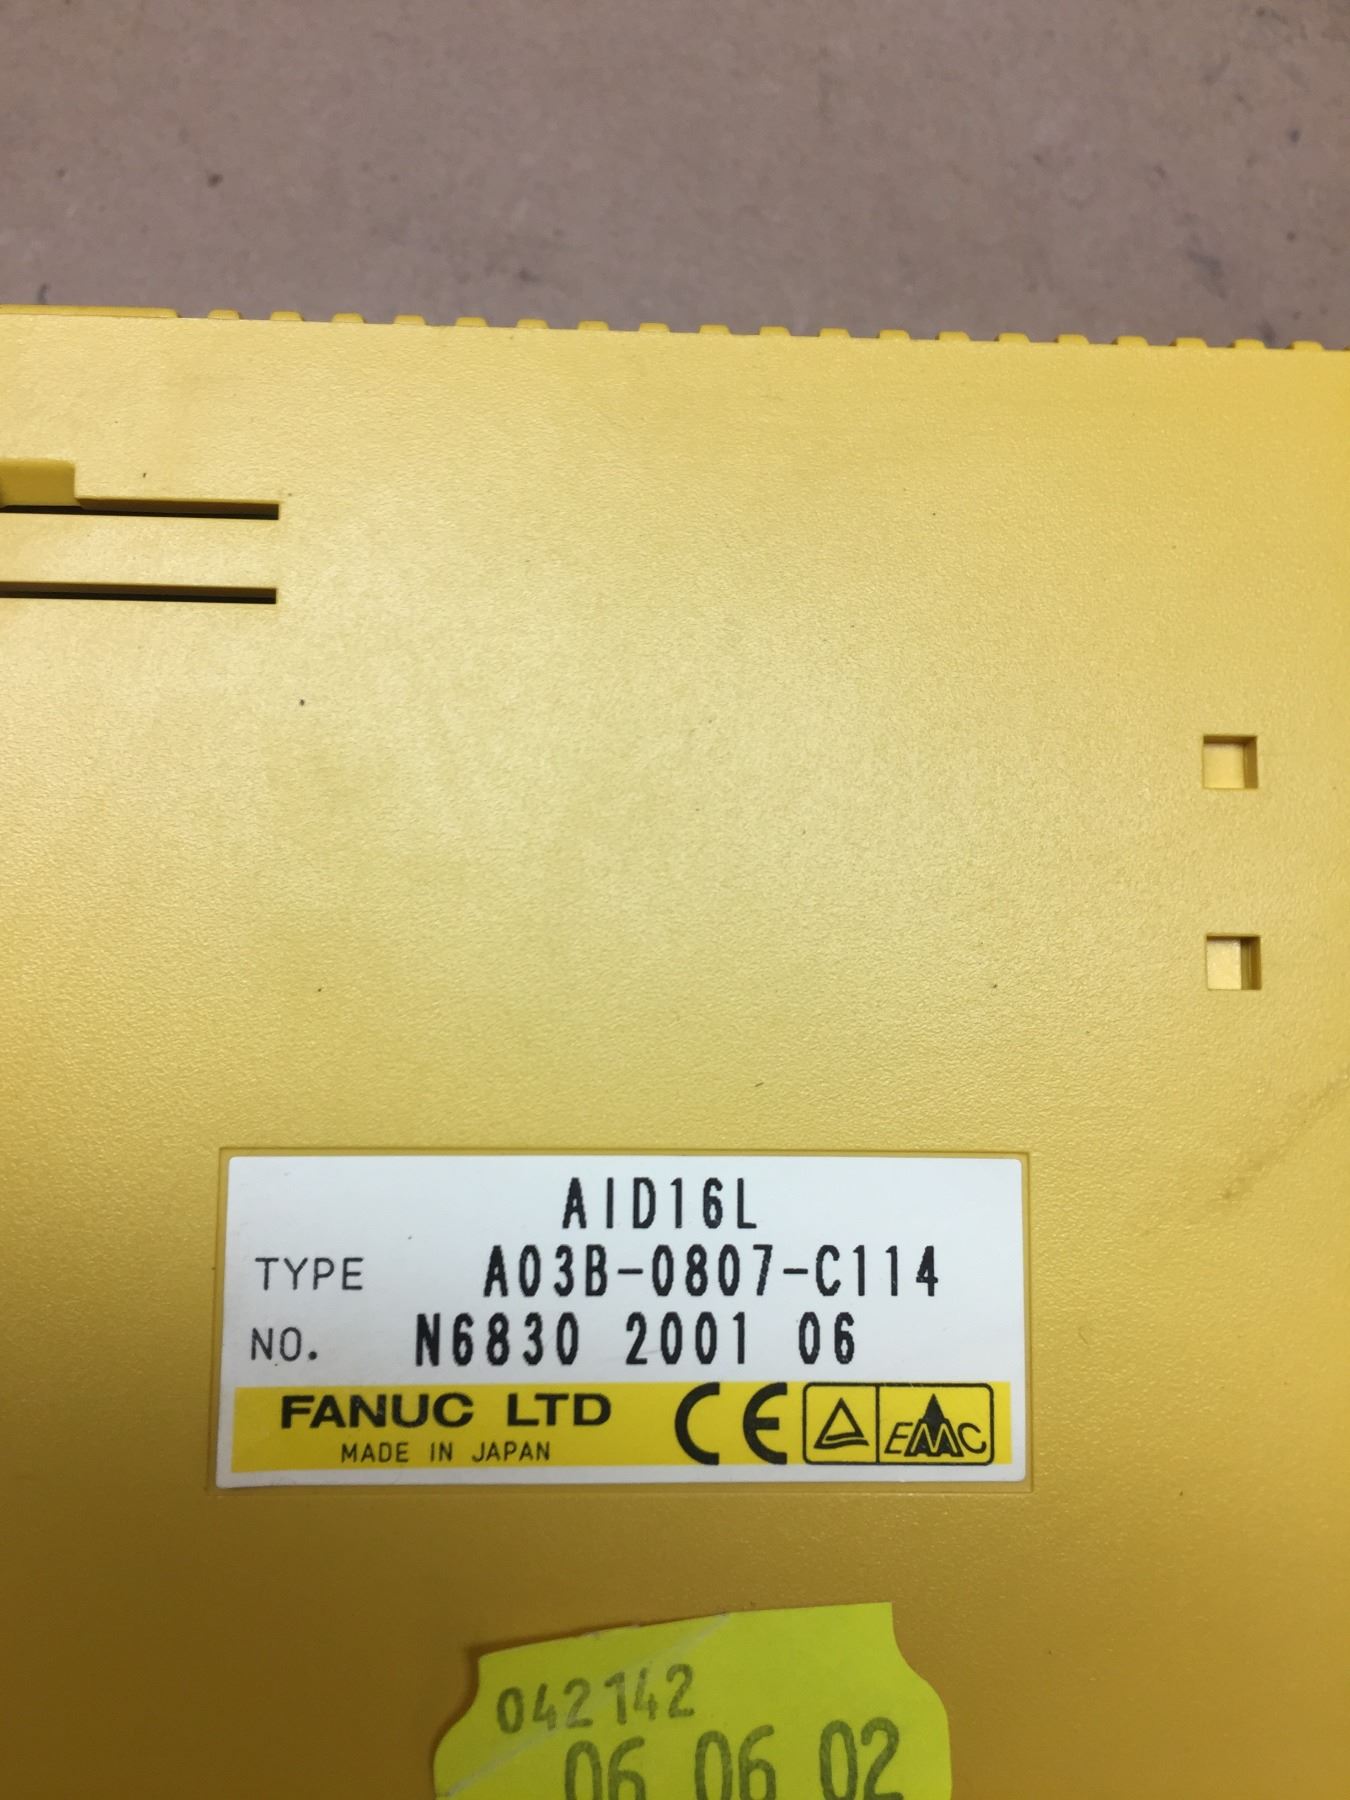 AID16L
TYPE A03B-0807-C114
NO. N6830 2001 06
FANUC LTD CE EMC
MADE IN JAPAN
042142
06 06 02